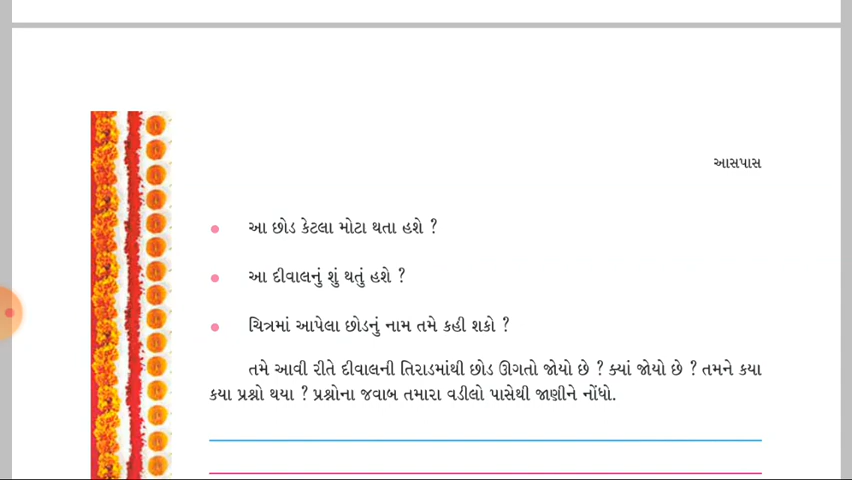 આસપાસ
આ છોડ કેટલા મોટા થતા હશે ?
આ દીવાલનું શું થતું હશે ?
ચિત્રમાં આપેલા છોડનું નામ તમે કહી શકો ?
તમે આવી રીતે દીવાલની તિરાડમાંથી છોડ ઊગતો જોયો છે ? ક્યાં જોયો છે ? તમને કયા
કયા પ્રશ્નો થયા ? પ્રશ્નોના જવાબ તમારા વડીલો પાસેથી જાણીને નોંધો.